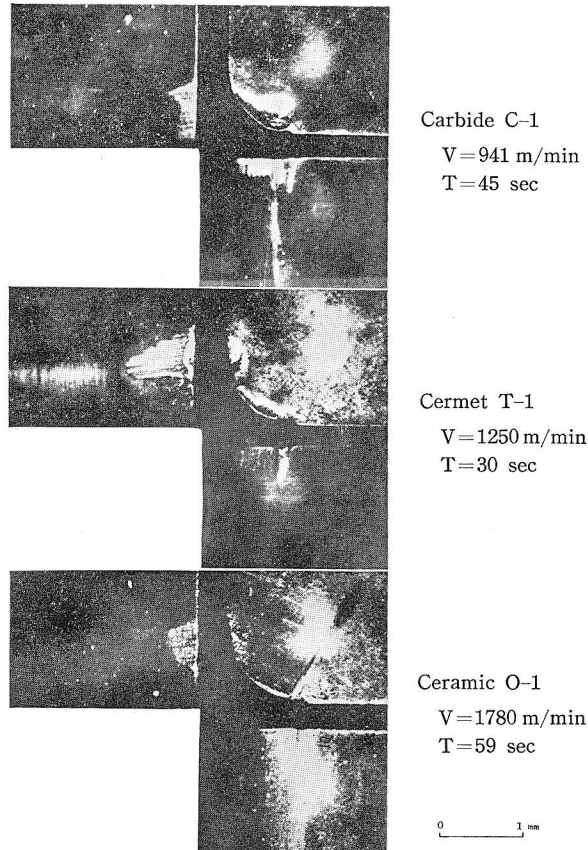 Carbide C-1
V=941 m/min
T=45 sec
Cermet T-1
V=1250 m/min
T=30 sec
Ceramic O-1
V=1780 m/min
T=59 sec
0 1 mm